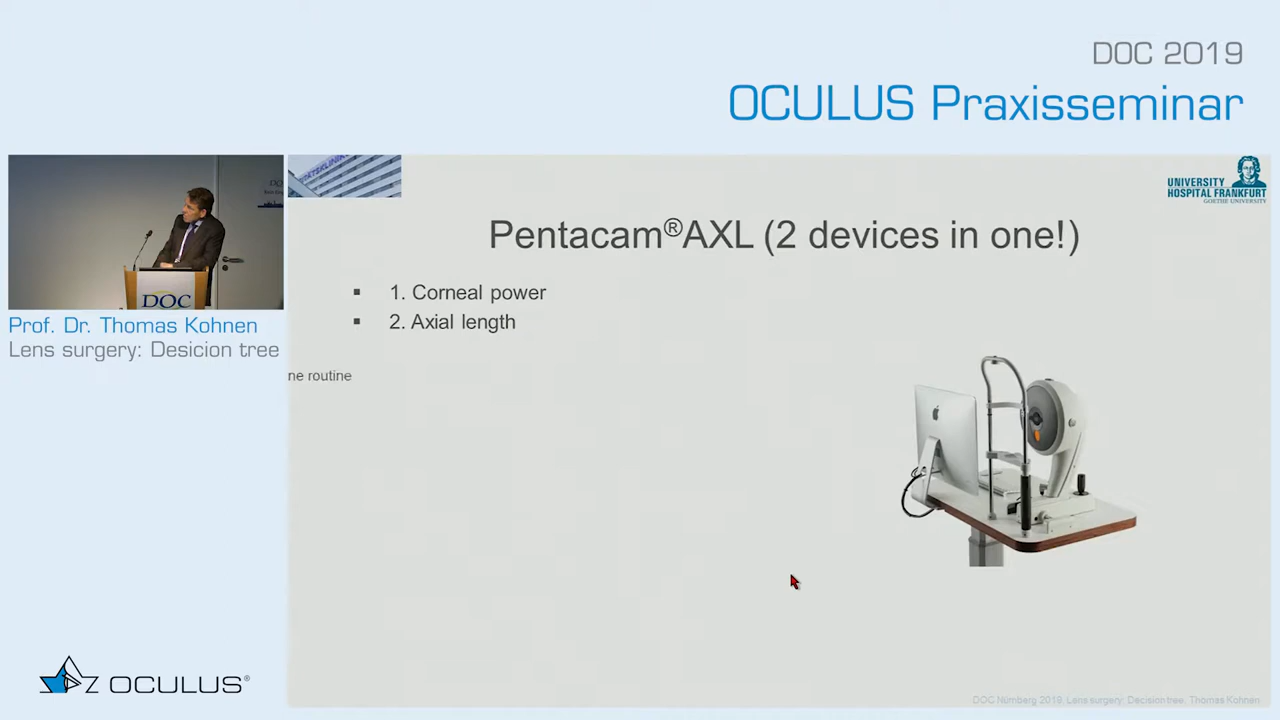 DOC 2019
OCULUS Praxisseminar
UNIVERSITY
HOSPITAL FRANKFURT
GOETHE UNIVERSITY
Pentacam®AXL (2 devices in one!)
▪ 1. Corneal power
▪ 2. Axial length
DOC
Prof. Dr. Thomas Kohnen
Lens surgery: Desicion tree
ne routine
OCULUS®
DOC Nürnberg 2019. Lens surgery: Decision tree. Thomas Kohnen